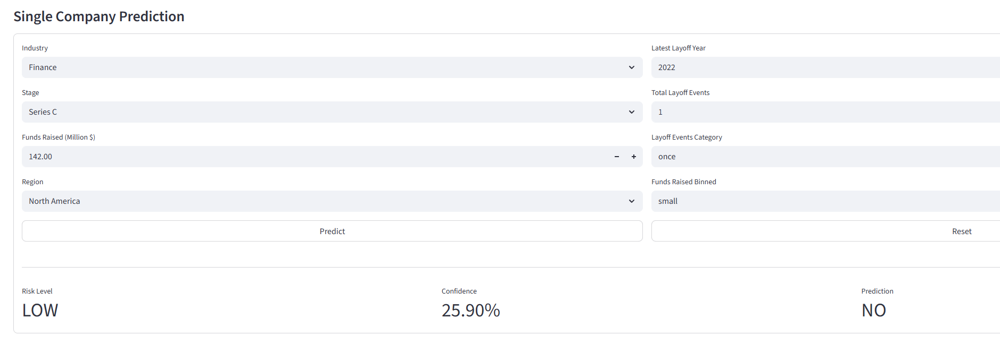 Single Company Prediction
Industry
Finance
Latest Layoff Year
2022
Stage
Series C
Total Layoff Events
1
Funds Raised (Million $)
142.00
Layoff Events Category
once
Region
North America
Funds Raised Binned
small
Predict
Reset
Risk Level
LOW
Confidence
25.90%
Prediction
NO